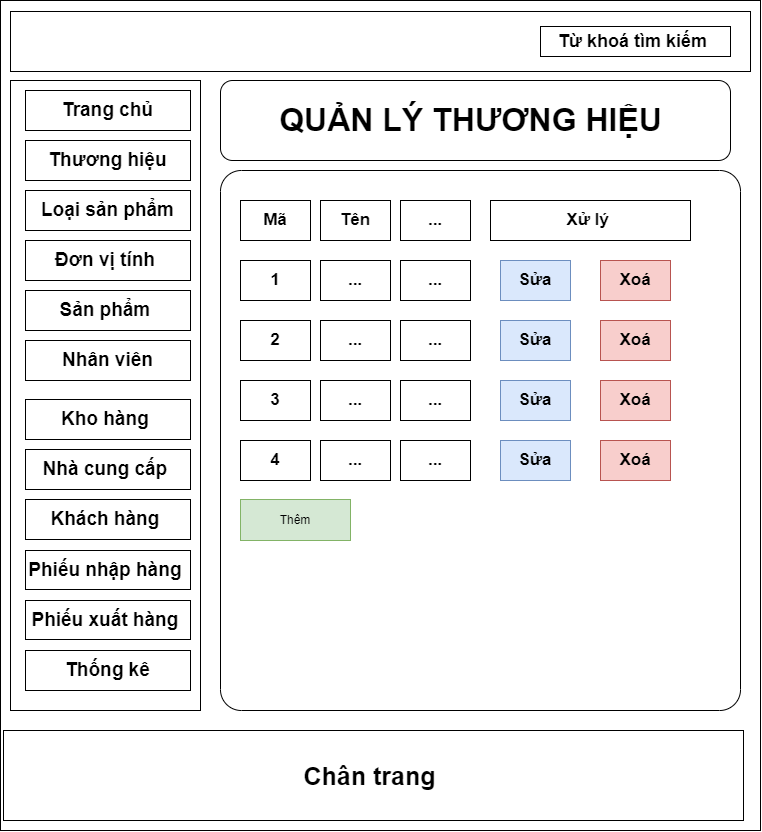 Từ khoá tìm kiếm
Trang chủ
Thương hiệu
Loại sản phẩm
Đơn vị tính
Sản phẩm
Nhân viên
Kho hàng
Nhà cung cấp
Khách hàng
Phiếu nhập hàng
Phiếu xuất hàng
Thống kê
QUẢN LÝ THƯƠNG HIỆU
Mã Tên ... Xử lý
1 ... ... Sửa Xoá
2 ... ... Sửa Xoá
3 ... ... Sửa Xoá
4 ... ... Sửa Xoá
Thêm
Chân trang